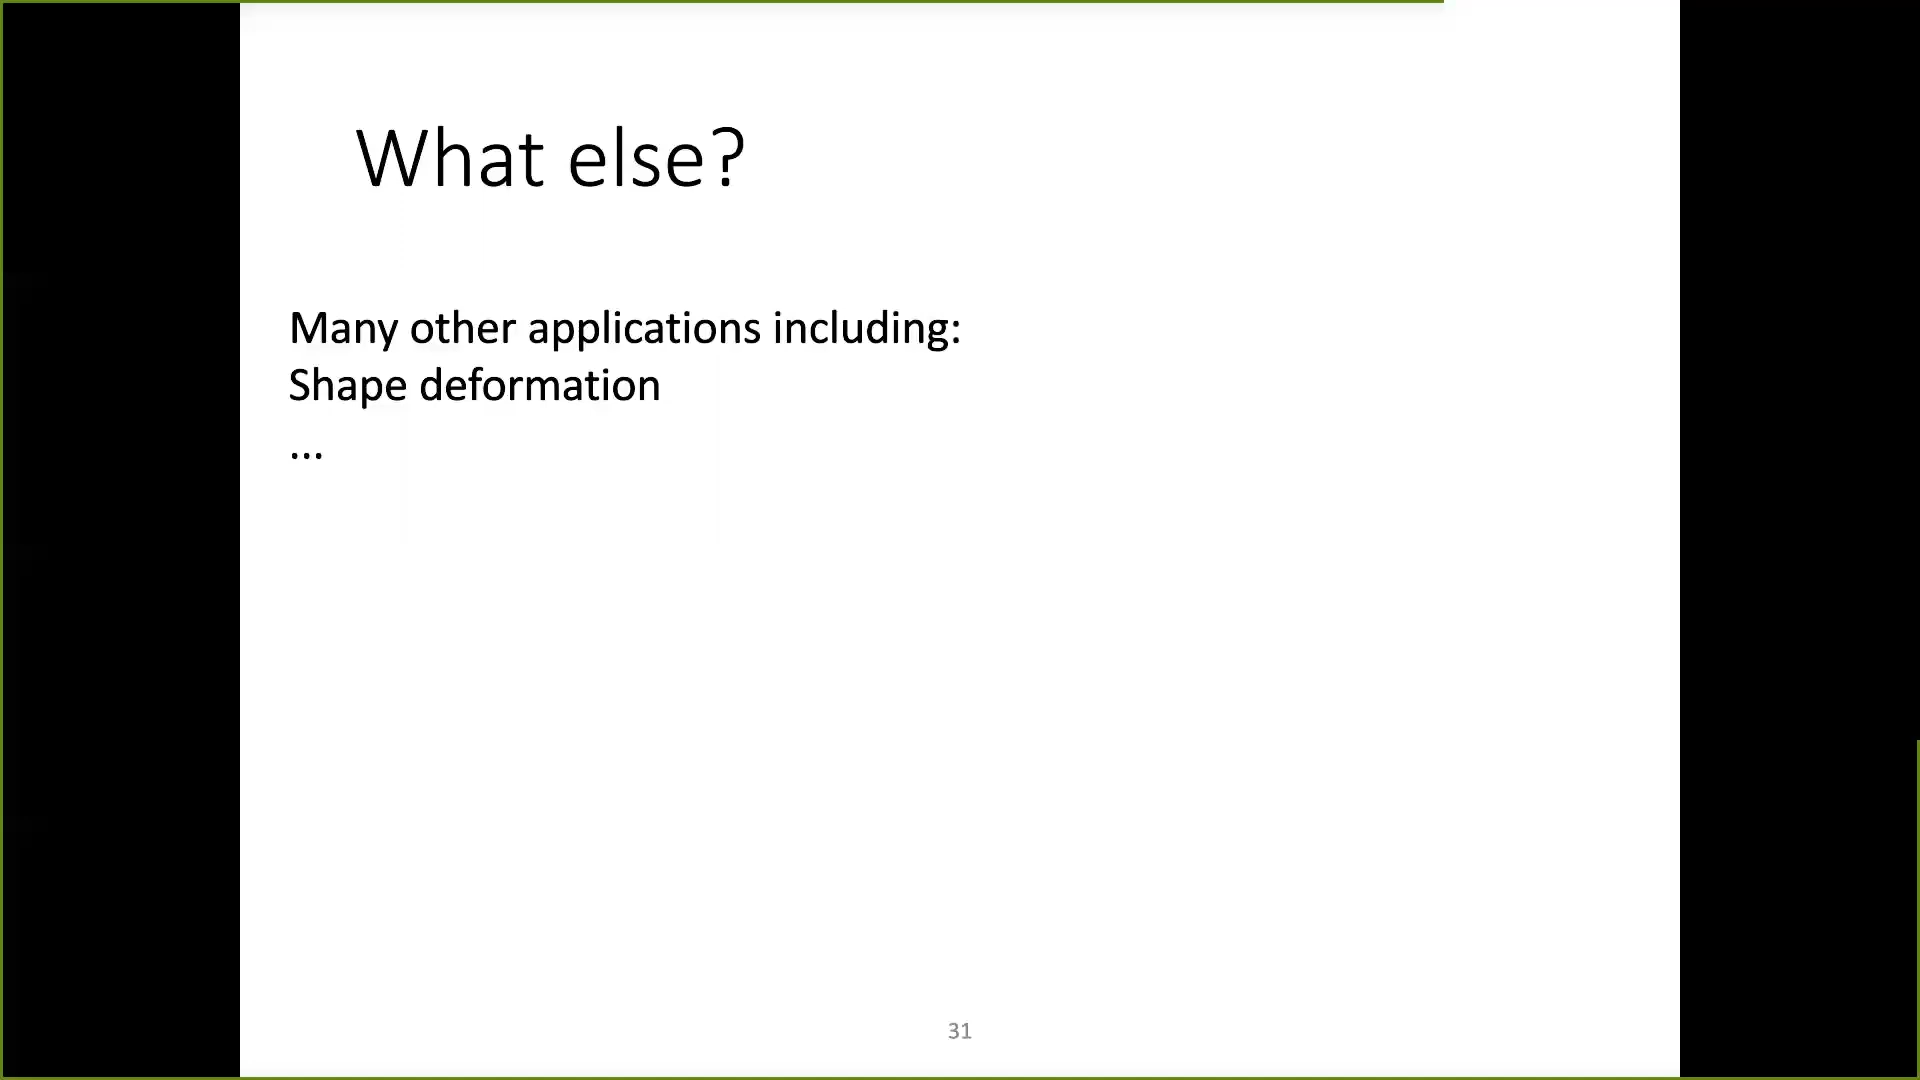 What else?
Many other applications including:
Shape deformation
...
31